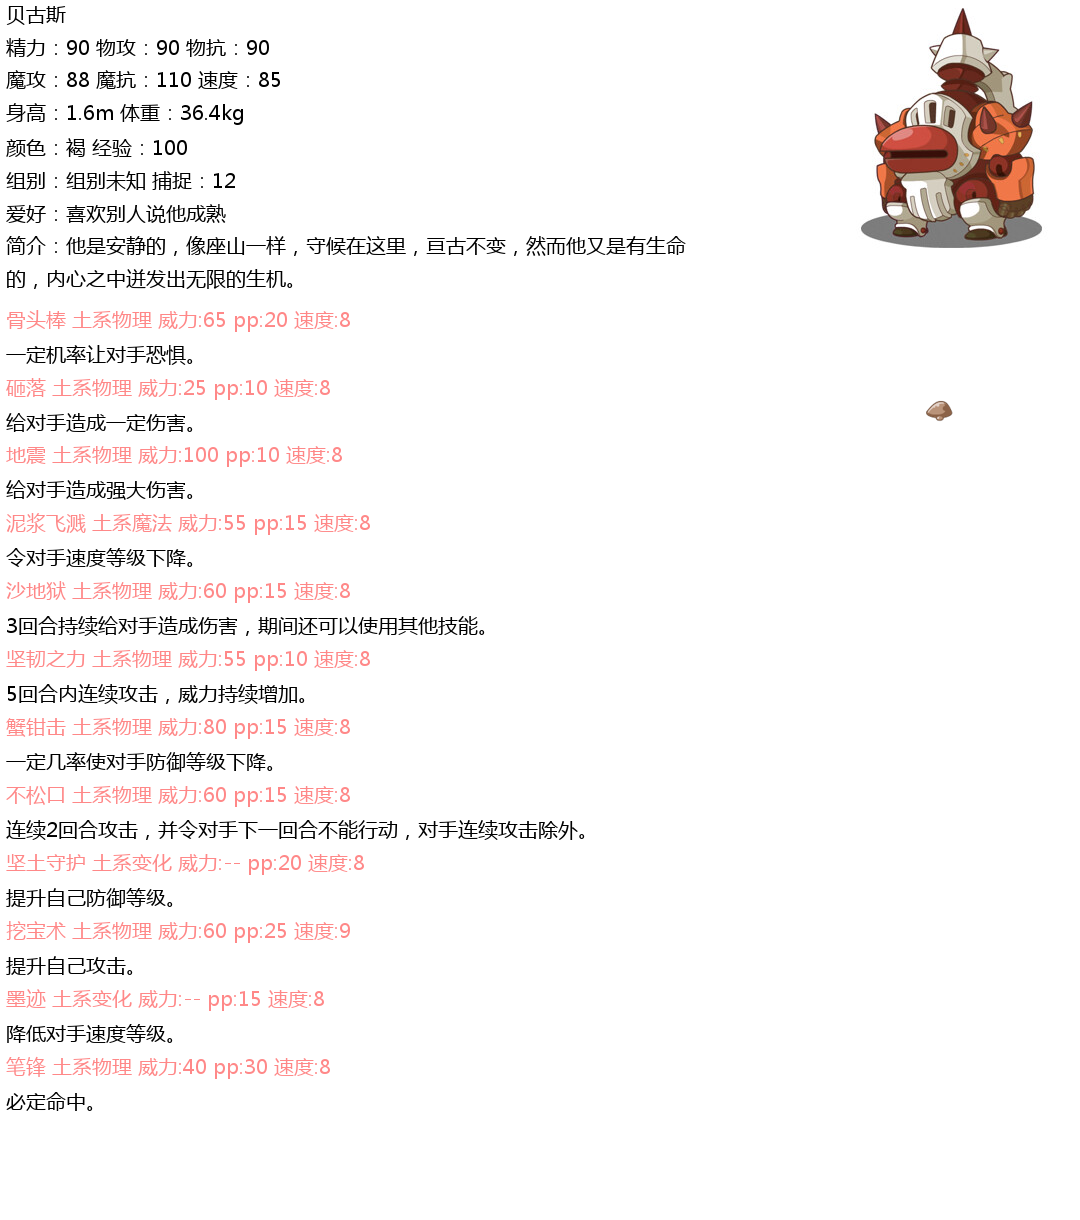 贝古斯
精力：90 物攻：90 物抗：90
魔攻：88 魔抗：110 速度：85
身高：1.6m 体重：36.4kg
颜色：褐 经验：100
组别：组别未知 捕捉：12
爱好：喜欢别人说他成熟
简介：他是安静的，像座山一样，守候在这里，亘古不变，然而他又是有生命
的，内心之中迸发出无限的生机。
骨头棒 土系物理 威力:65 pp:20 速度:8
一定机率让对手恐惧。
砸落 土系物理 威力:25 pp:10 速度:8
给对手造成一定伤害。
地震 土系物理 威力:100 pp:10 速度:8
给对手造成强大伤害。
泥浆飞溅 土系魔法 威力:55 pp:15 速度:8
令对手速度等级下降。
沙地狱 土系物理 威力:60 pp:15 速度:8
3回合持续给对手造成伤害，期间还可以使用其他技能。
坚韧之力 土系物理 威力:55 pp:10 速度:8
5回合内连续攻击，威力持续增加。
蟹钳击 土系物理 威力:80 pp:15 速度:8
一定几率使对手防御等级下降。
不松口 土系物理 威力:60 pp:15 速度:8
连续2回合攻击，并令对手下一回合不能行动，对手连续攻击除外。
坚土守护 土系变化 威力:-- pp:20 速度:8
提升自己防御等级。
挖宝术 土系物理 威力:60 pp:25 速度:9
提升自己攻击。
墨迹 土系变化 威力:-- pp:15 速度:8
降低对手速度等级。
笔锋 土系物理 威力:40 pp:30 速度:8
必定命中。